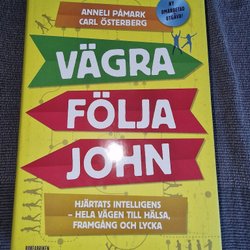 ANNELI PÅMARK
CARL ÖSTERBERG
NY
OMARBETAD
UTGÅVA!
VÄGRA
FÖLJA
JOHN
HJÄRTATS INTELLIGENS
– HELA VÄGEN TILL HÄLSA,
FRAMGÅNG OCH LYCKA